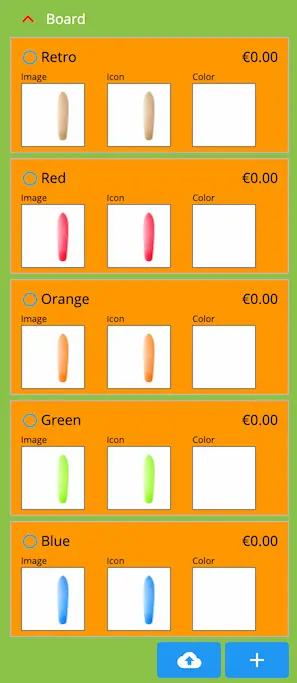 Board
Retro €0.00
Image Icon Color
Red €0.00
Image Icon Color
Orange €0.00
Image Icon Color
Green €0.00
Image Icon Color
Blue €0.00
Image Icon Color